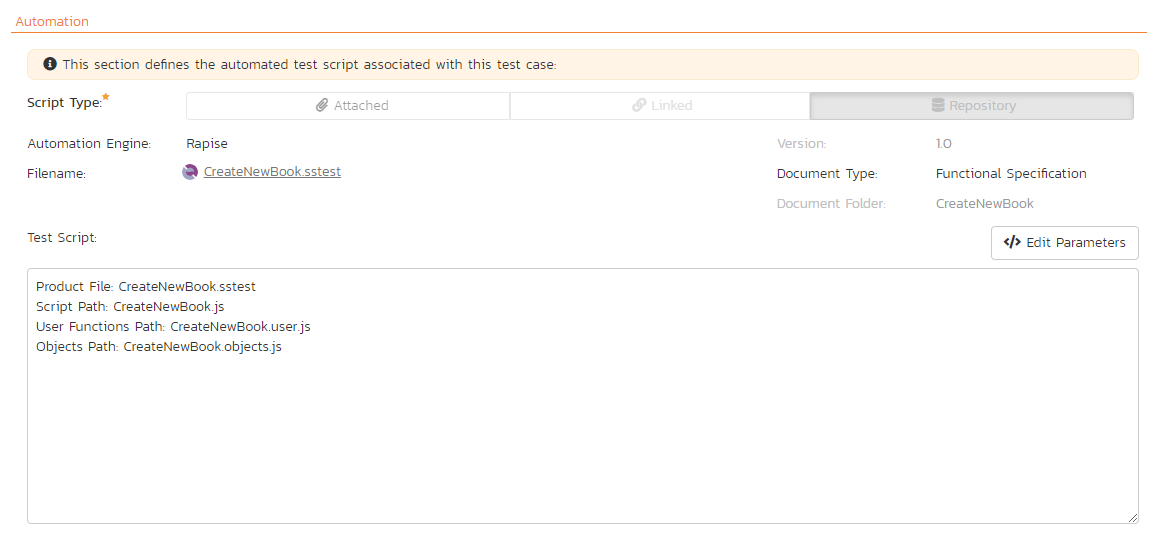 Automation
This section defines the automated test script associated with this test case:
Script Type:
Attached
Linked
Repository
Automation Engine: Rapise
Version: 1.0
Filename: CreateNewBook.sstest
Document Type: Functional Specification
Document Folder: CreateNewBook
Test Script:
</> Edit Parameters
Product File: CreateNewBook.sstest
Script Path: CreateNewBook.js
User Functions Path: CreateNewBook.user.js
Objects Path: CreateNewBook.objects.js